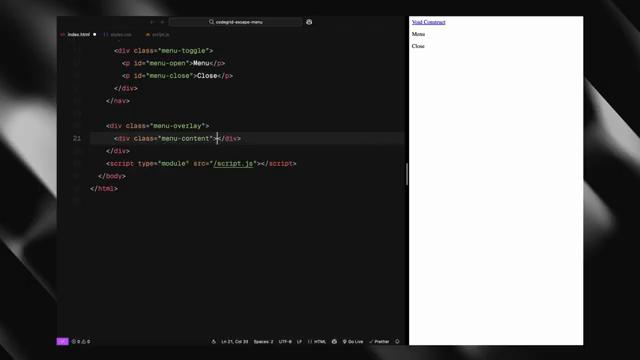 codegrid-escape-menu
index.html
styles.css
script.js
<div class="menu-toggle">
<p id="menu-open">Menu</p>
<p id="menu-close">Close</p>
</div>
</nav>
<div class="menu-overlay">
21 <div class="menu-content"></div>
</div>
<script type="module" src="/script.js"></script>
</body>
</html>
0 0
Ln 21, Col 33
Spaces: 2
UTF-8
LF
{} HTML
Go Live
Prettier
Void Construct
Menu
Close